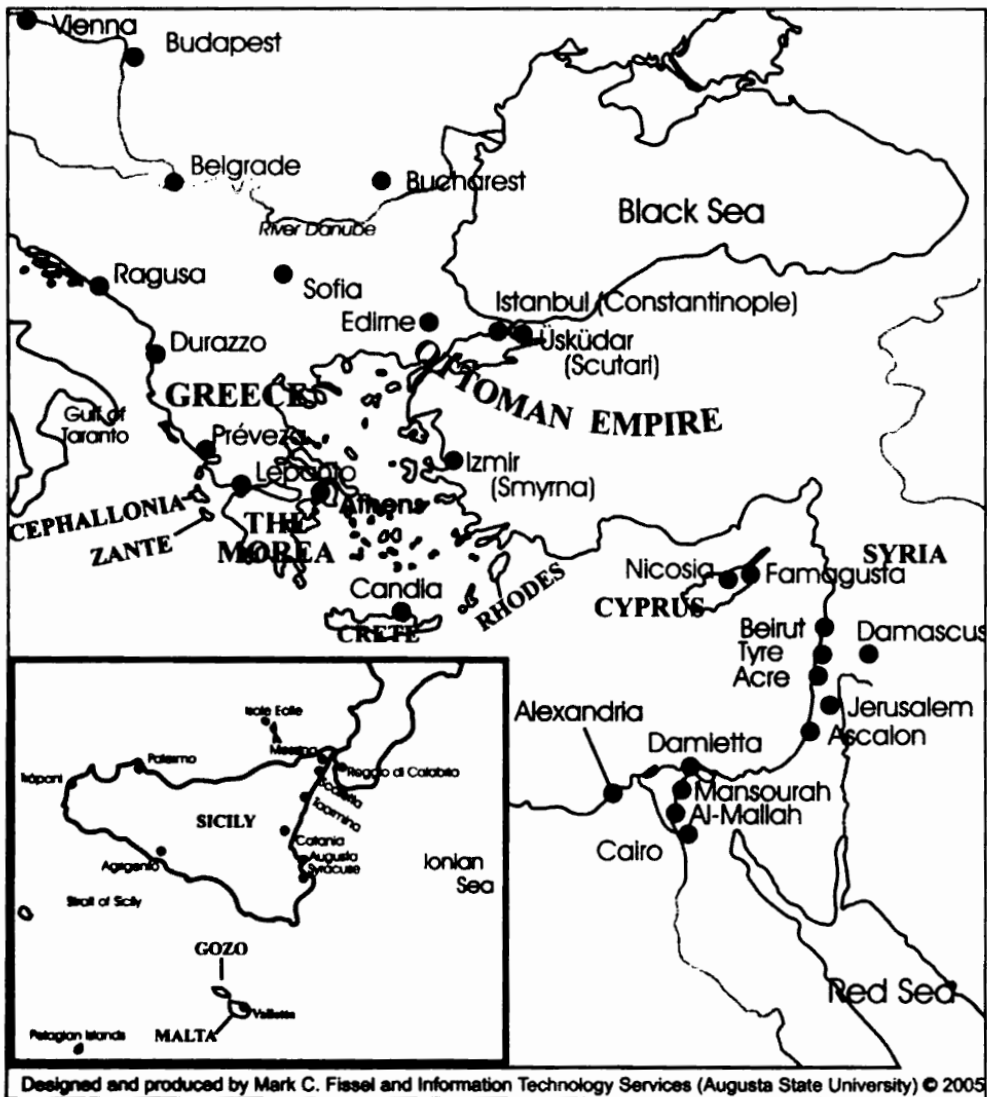 Vienna
Budapest
Belgrade
Bucharest
River Danube
Black Sea
Ragusa
Sofia
Istanbul (Constantinople)
Edirne
Üsküdar
(Scutari)
Durazzo
OTTOMAN EMPIRE
GREECE
Gulf of
Taranto
Préveza
Izmir
(Smyrna)
Lepanto
Athens
CEPHALLONIA
ZANTE
THE
MOREA
Candia
CRETE
RHODES
Nicosia
Famagusta
CYPRUS
SYRIA
Beirut
Damascus
Tyre
Acre
Jerusalem
Ascalon
Alexandria
Damietta
Mansourah
Al-Mallah
Cairo
Red Sea
Isole Eolie
Messina
Reggio di Calabria
Palermo
Trápani
Scaletta
Taormina
SICILY
Catania
Augusta
Syracuse
Agrigento
Ionian
Sea
Strait of Sicily
GOZO
Valletta
MALTA
Pelagian Islands
Designed and produced by Mark C. Fissel and Information Technology Services (Augusta State University) © 2005